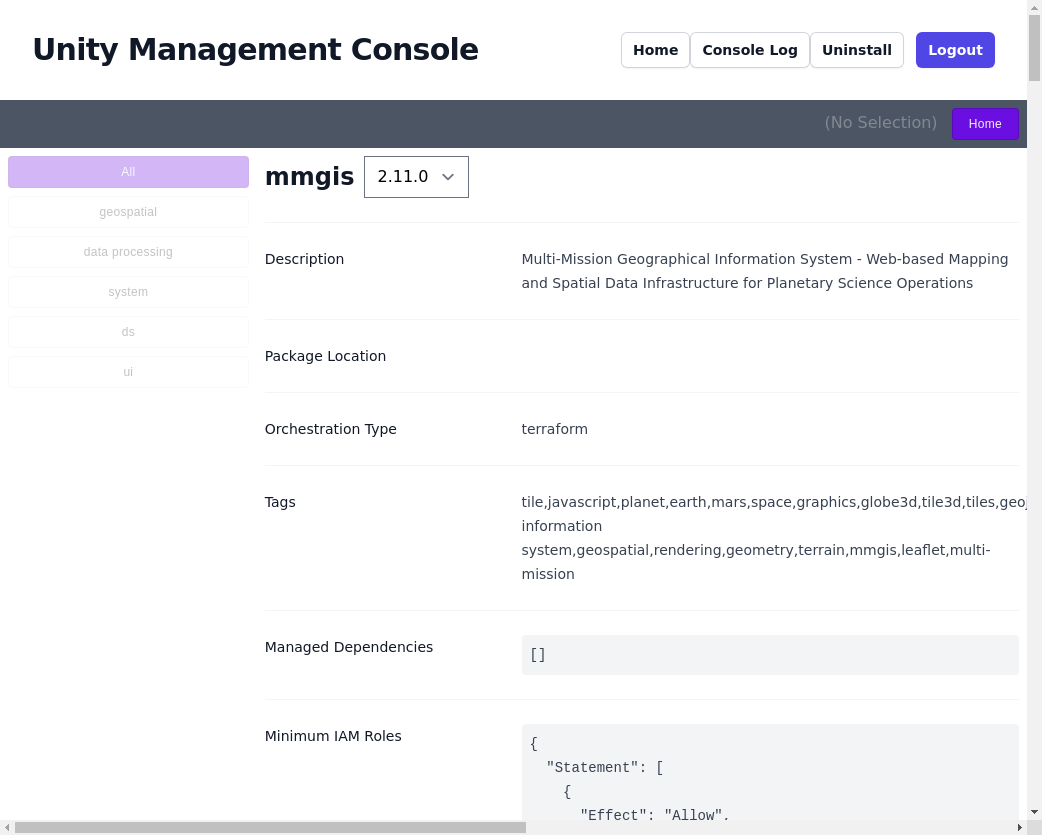 Unity Management Console
Home
Console Log
Uninstall
Logout
(No Selection)
Home
All
geospatial
data processing
system
ds
ui
mmgis
2.11.0
Description
Multi-Mission Geographical Information System - Web-based Mapping
and Spatial Data Infrastructure for Planetary Science Operations
Package Location
Orchestration Type
terraform
Tags
tile,javascript,planet,earth,mars,space,graphics,globe3d,tile3d,tiles,
information
system,geospatial,rendering,geometry,terrain,mmgis,leaflet,multi-
mission
Managed Dependencies
[]
Minimum IAM Roles
{
"Statement": [
{
"Effect": "Allow",